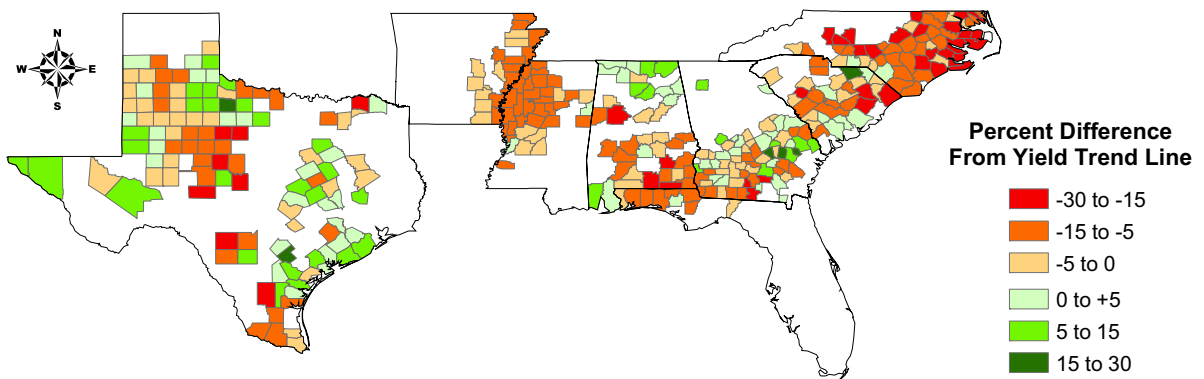 N
W E
S
Percent Difference
From Yield Trend Line
-30 to -15
-15 to -5
-5 to 0
0 to +5
5 to 15
15 to 30